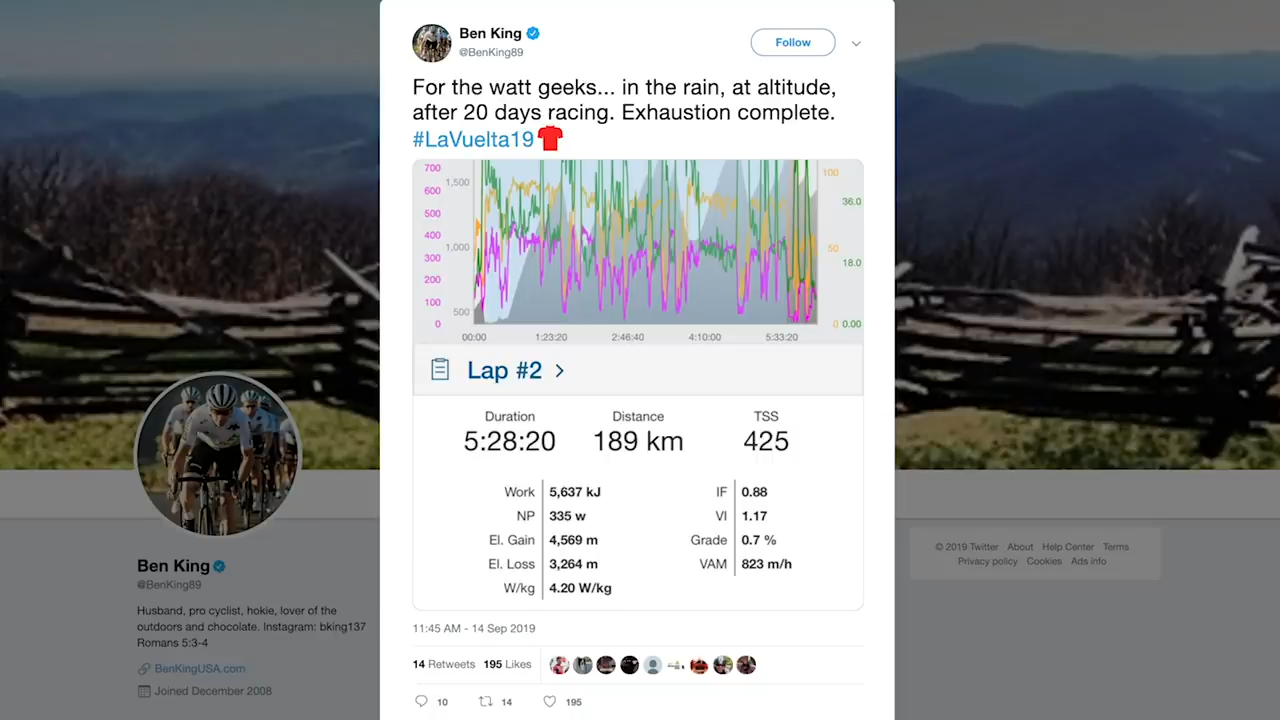 Ben King
@BenKing89
Follow
For the watt geeks... in the rain, at altitude,
after 20 days racing. Exhaustion complete.
#LaVuelta19
700
600
500
400
300
200
100
0
1,500
1,000
500
100
50
0
36.0
18.0
0.00
00:00 1:23:20 2:46:40 4:10:00 5:33:20
Lap #2
Duration Distance TSS
5:28:20 189 km 425
Work 5,637 kJ IF 0.88
NP 335 w VI 1.17
El. Gain 4,569 m Grade 0.7 %
El. Loss 3,264 m VAM 823 m/h
W/kg 4.20 W/kg
11:45 AM - 14 Sep 2019
14 Retweets 195 Likes
10 14 195
Ben King
@BenKing89
Husband, pro cyclist, hokie, lover of the
outdoors and chocolate. Instagram: bking137
Romans 5:3-4
BenKingUSA.com
Joined December 2008
© 2019 Twitter About Help Center Terms
Privacy policy Cookies Ads info